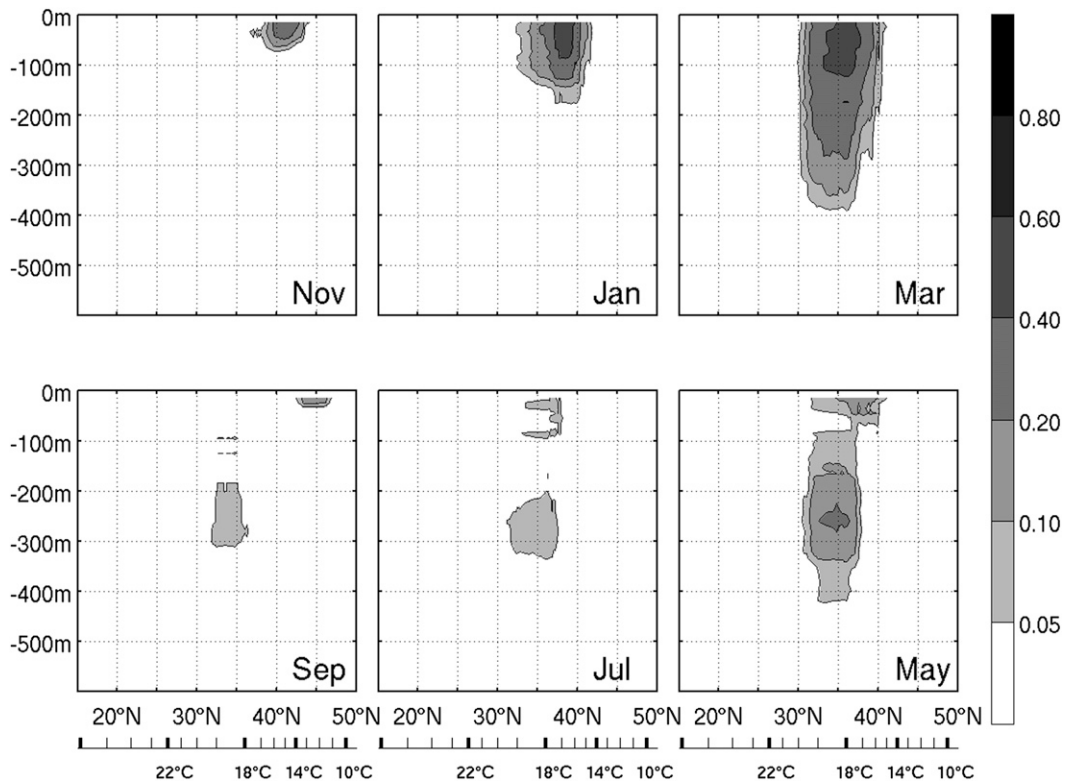 0m
-100m
-200m
-300m
-400m
-500m
Nov
Jan
Mar
0.80
0.60
0.40
0.20
0.10
0.05
0m
-100m
-200m
-300m
-400m
-500m
Sep
Jul
May
20°N 30°N 40°N 50°N 20°N 30°N 40°N 50°N 20°N 30°N 40°N 50°N
22°C 18°C 14°C 10°C 22°C 18°C 14°C 10°C 22°C 18°C 14°C 10°C